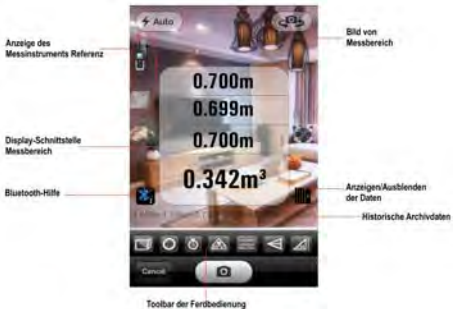 Auto
Anzeige des
Messinstruments Referenz
Bild von
Messbereich
0.700m
0.699m
0.700m
0.342m³
Display-Schnittstelle
Messbereich
Bluetooth-Hilfe
Anzeigen/Ausblenden
der Daten
Historische Archivdaten
Cancel
Toolbar der Ferdbedienung